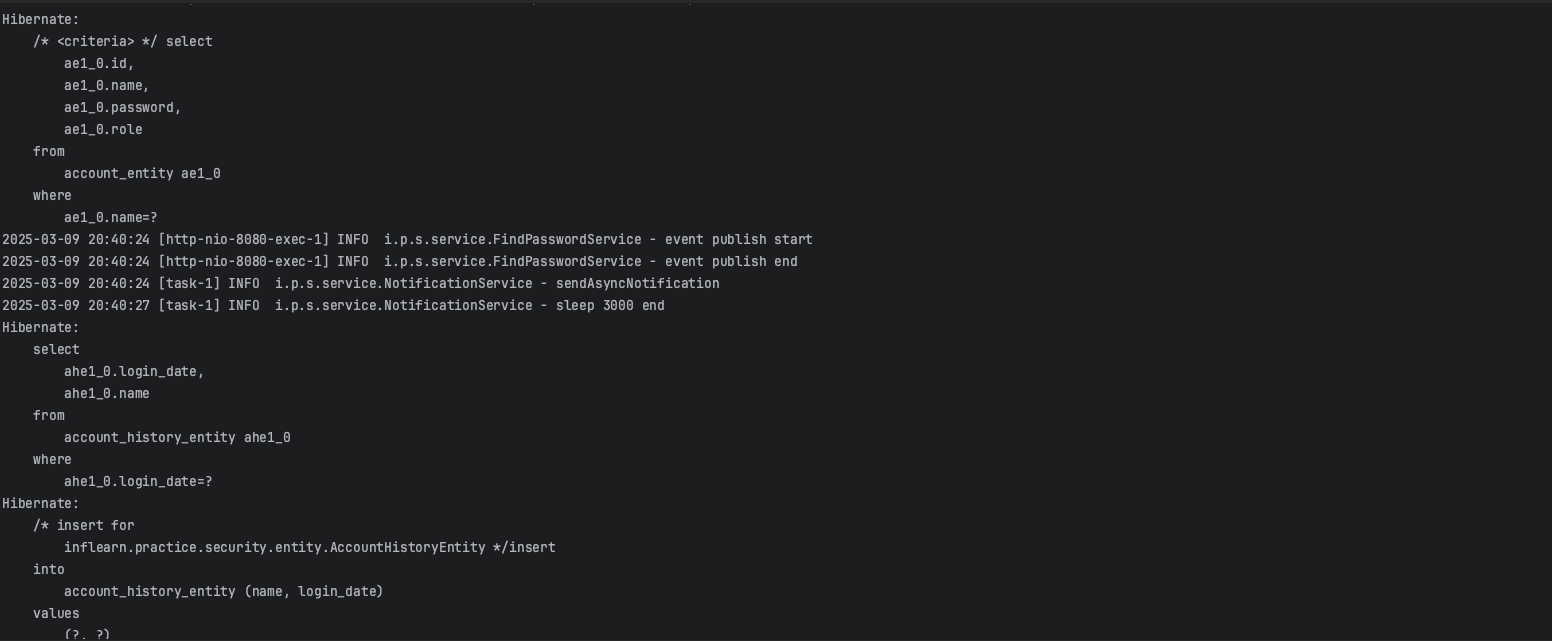 Hibernate:
    /* <criteria> */ select
        ae1_0.id,
        ae1_0.name,
        ae1_0.password,
        ae1_0.role
    from
        account_entity ae1_0
    where
        ae1_0.name=?
2025-03-09 20:40:24 [http-nio-8080-exec-1] INFO  i.p.s.service.FindPasswordService - event publish start
2025-03-09 20:40:24 [http-nio-8080-exec-1] INFO  i.p.s.service.FindPasswordService - event publish end
2025-03-09 20:40:24 [task-1] INFO  i.p.s.service.NotificationService - sendAsyncNotification
2025-03-09 20:40:27 [task-1] INFO  i.p.s.service.NotificationService - sleep 3000 end
Hibernate:
    select
        ahe1_0.login_date,
        ahe1_0.name
    from
        account_history_entity ahe1_0
    where
        ahe1_0.login_date=?
Hibernate:
    /* insert for
        inflearn.practice.security.entity.AccountHistoryEntity */insert
    into
        account_history_entity (name, login_date)
    values
        (?, ?)